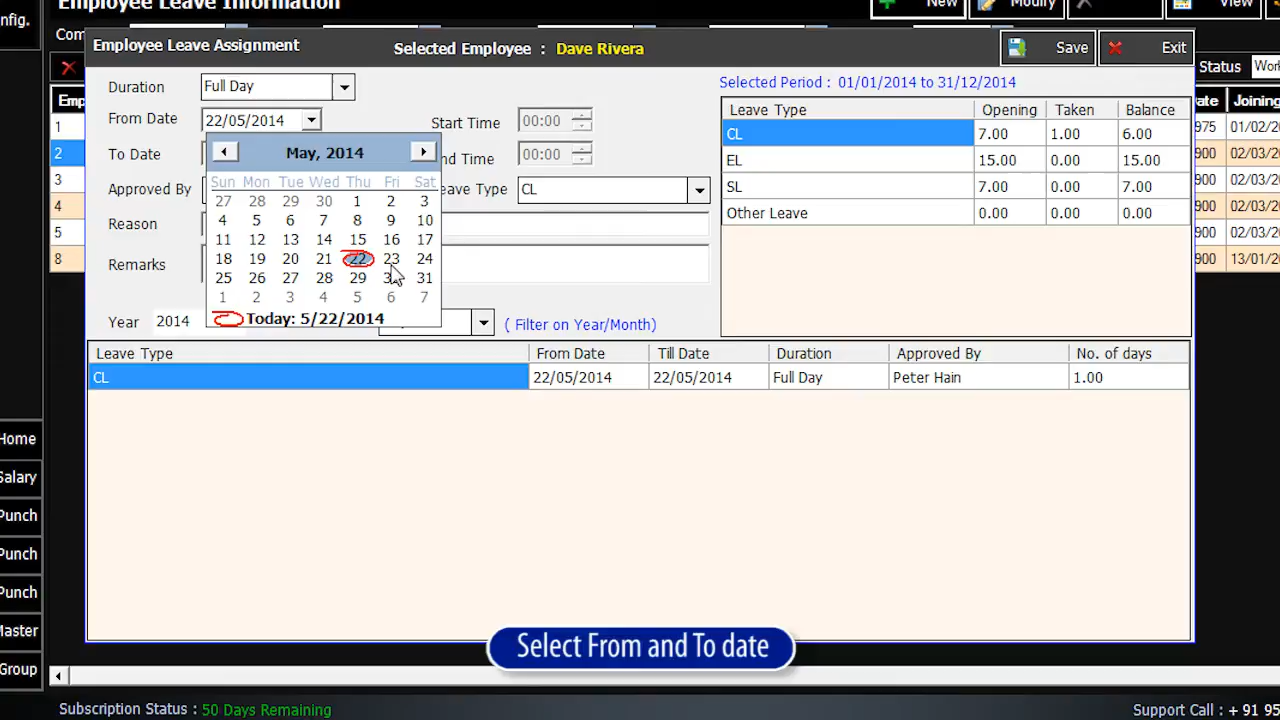 Employee Leave Information
nfig.
New
Modify
View
Com
Employee Leave Assignment
Selected Employee : Dave Rivera
Save
Exit
Status
Work
Duration
Full Day
Selected Period : 01/01/2014 to 31/12/2014
Emp
Leave Type Opening Taken Balance
ate Joining
From Date
22/05/2014
Start Time
00:00
1
CL 7.00 1.00 6.00
975 01/02/
To Date
End Time
00:00
2
EL 15.00 0.00 15.00
900 02/03/
May, 2014
Sun Mon Tue Wed Thu Fri Sat
27 28 29 30 1 2 3
4 5 6 7 8 9 10
11 12 13 14 15 16 17
18 19 20 21 22 23 24
25 26 27 28 29 30 31
1 2 3 4 5 6 7
Today: 5/22/2014
Approved By
Leave Type
CL
3
SL 7.00 0.00 7.00
900 02/03/
4
Other Leave 0.00 0.00 0.00
900 02/03/
Reason
5
900 02/03/
Remarks
8
900 13/01/
Year 2014
( Filter on Year/Month)
Leave Type From Date Till Date Duration Approved By No. of days
CL 22/05/2014 22/05/2014 Full Day Peter Hain 1.00
Home
Salary
Punch
Punch
Punch
Master
Group
Select From and To date
Subscription Status : 50 Days Remaining
Support Call : + 91 95